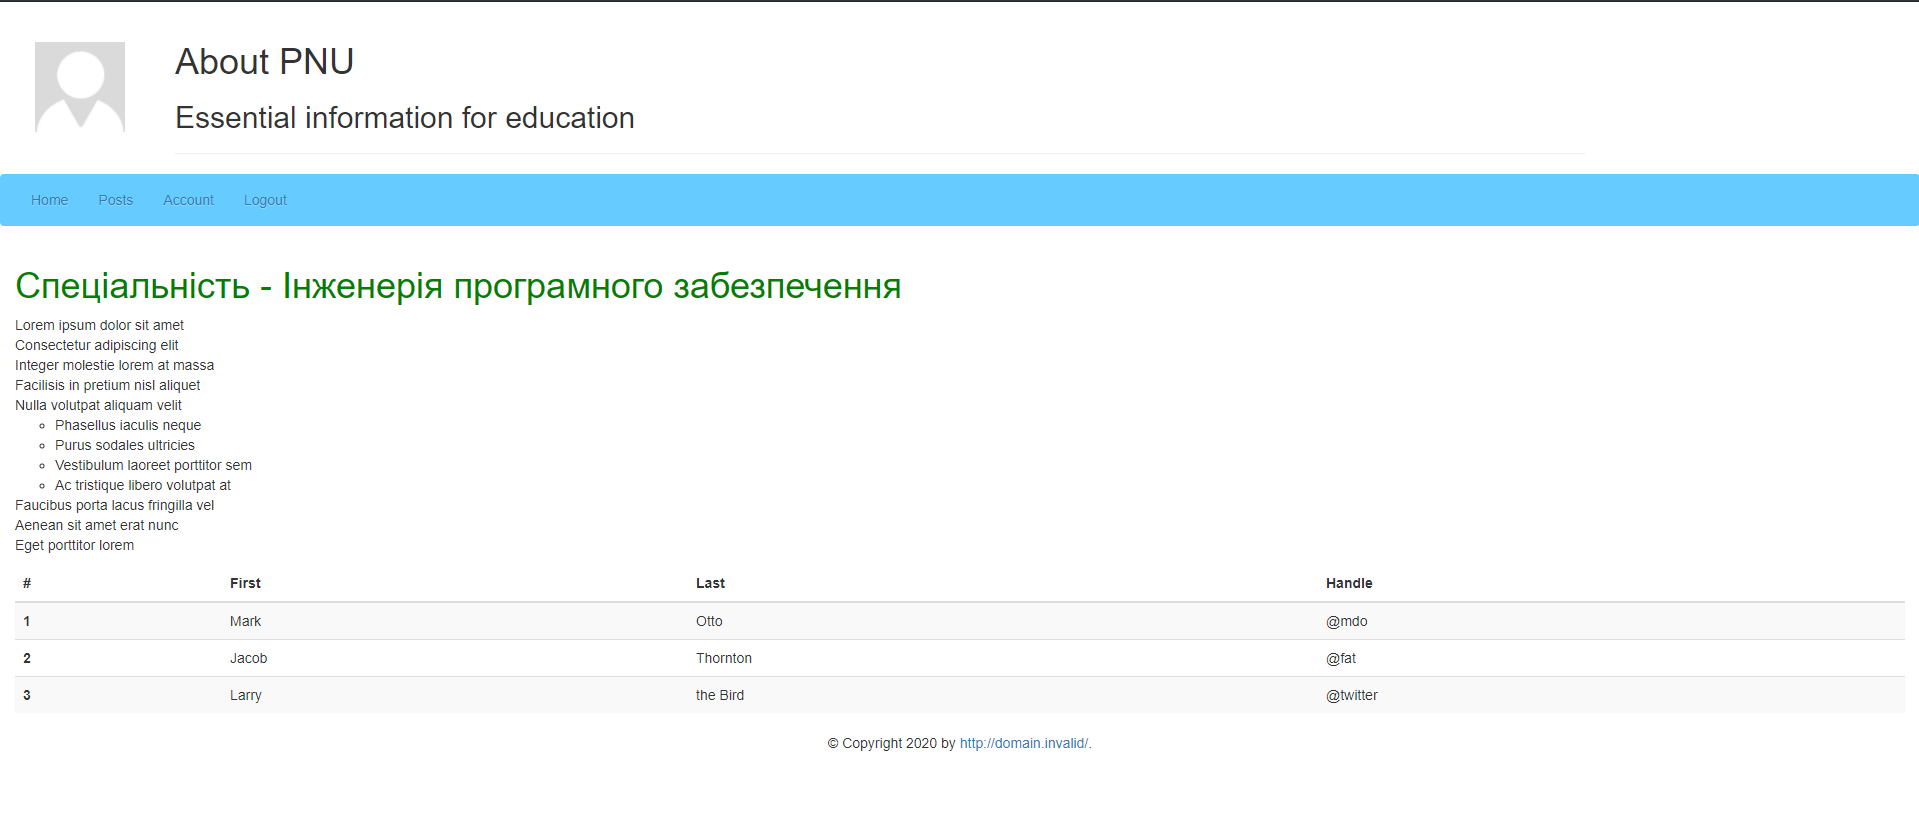 About PNU
Essential information for education
Home Posts Account Logout
Спеціальність - Інженерія програмного забезпечення
Lorem ipsum dolor sit amet
Consectetur adipiscing elit
Integer molestie lorem at massa
Facilisis in pretium nisl aliquet
Nulla volutpat aliquam velit
Phasellus iaculis neque
Purus sodales ultricies
Vestibulum laoreet porttitor sem
Ac tristique libero volutpat at
Faucibus porta lacus fringilla vel
Aenean sit amet erat nunc
Eget porttitor lorem
# First Last Handle
1 Mark Otto @mdo
2 Jacob Thornton @fat
3 Larry the Bird @twitter
© Copyright 2020 by http://domain.invalid/.